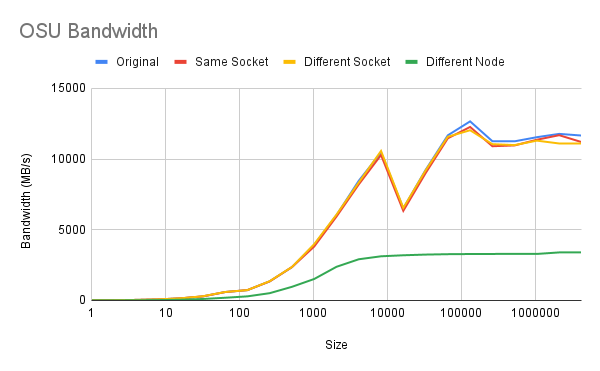 OSU Bandwidth
Original Same Socket Different Socket Different Node
15000
10000
5000
0
Bandwidth (MB/s)
1 10 100 1000 10000 100000 1000000
Size